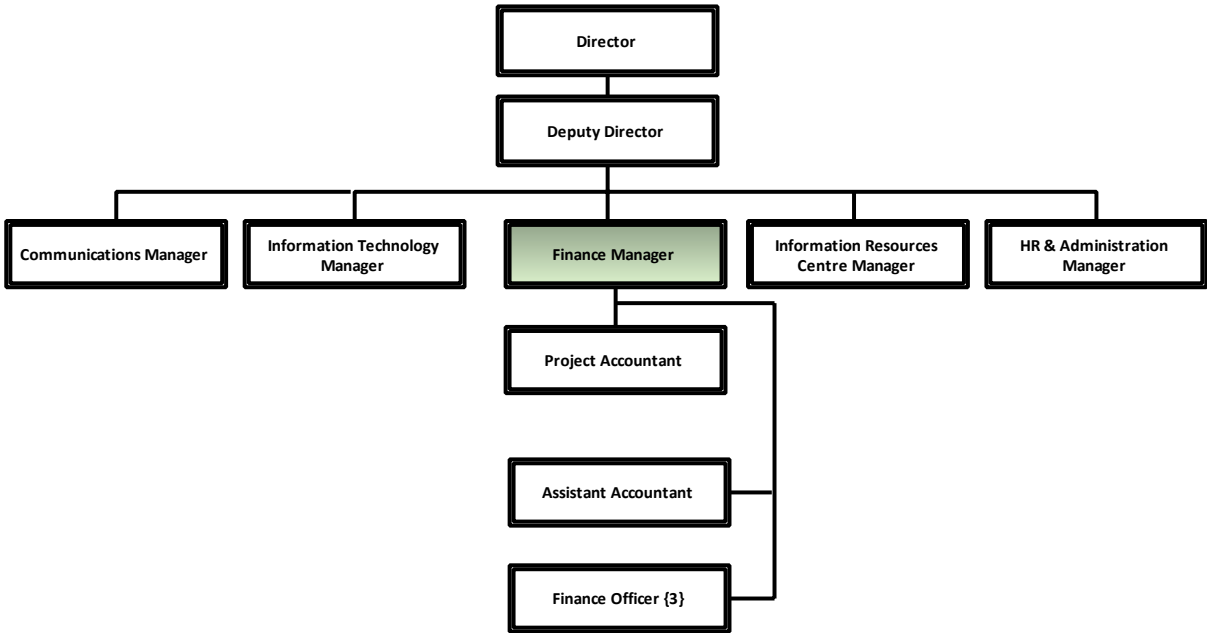 Director
Deputy Director
Communications Manager
Information Technology
Manager
Finance Manager
Information Resources
Centre Manager
HR & Administration
Manager
Project Accountant
Assistant Accountant
Finance Officer {3}